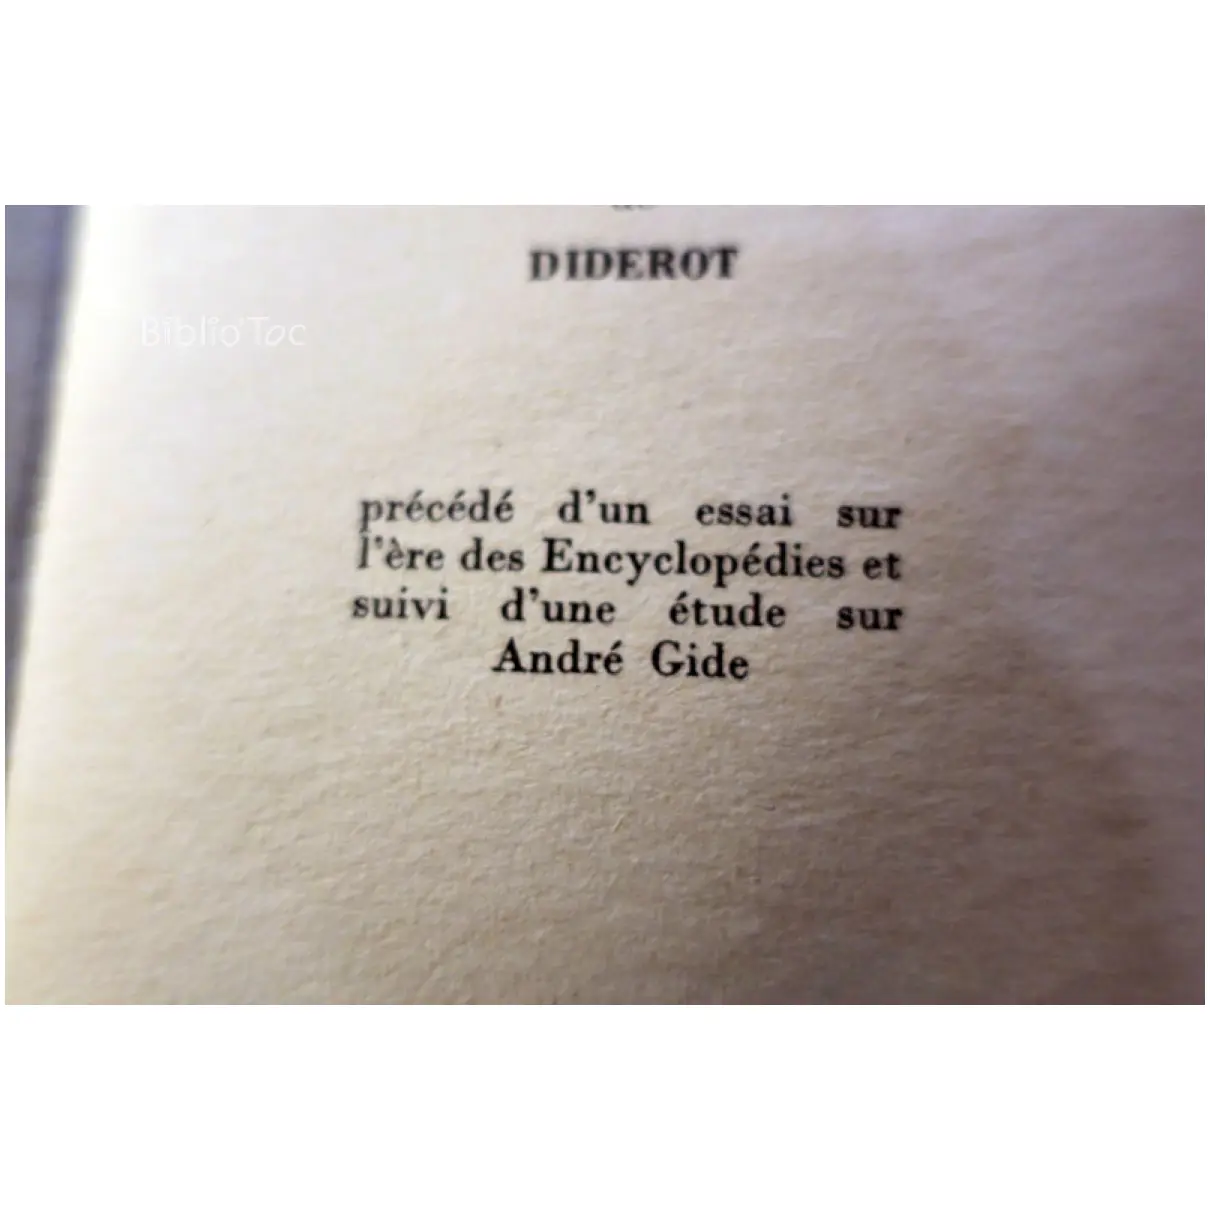 DIDEROT
Biblio'Toc
précédé d'un essai sur
l'ère des Encyclopédies et
suivi d'une étude sur
André Gide